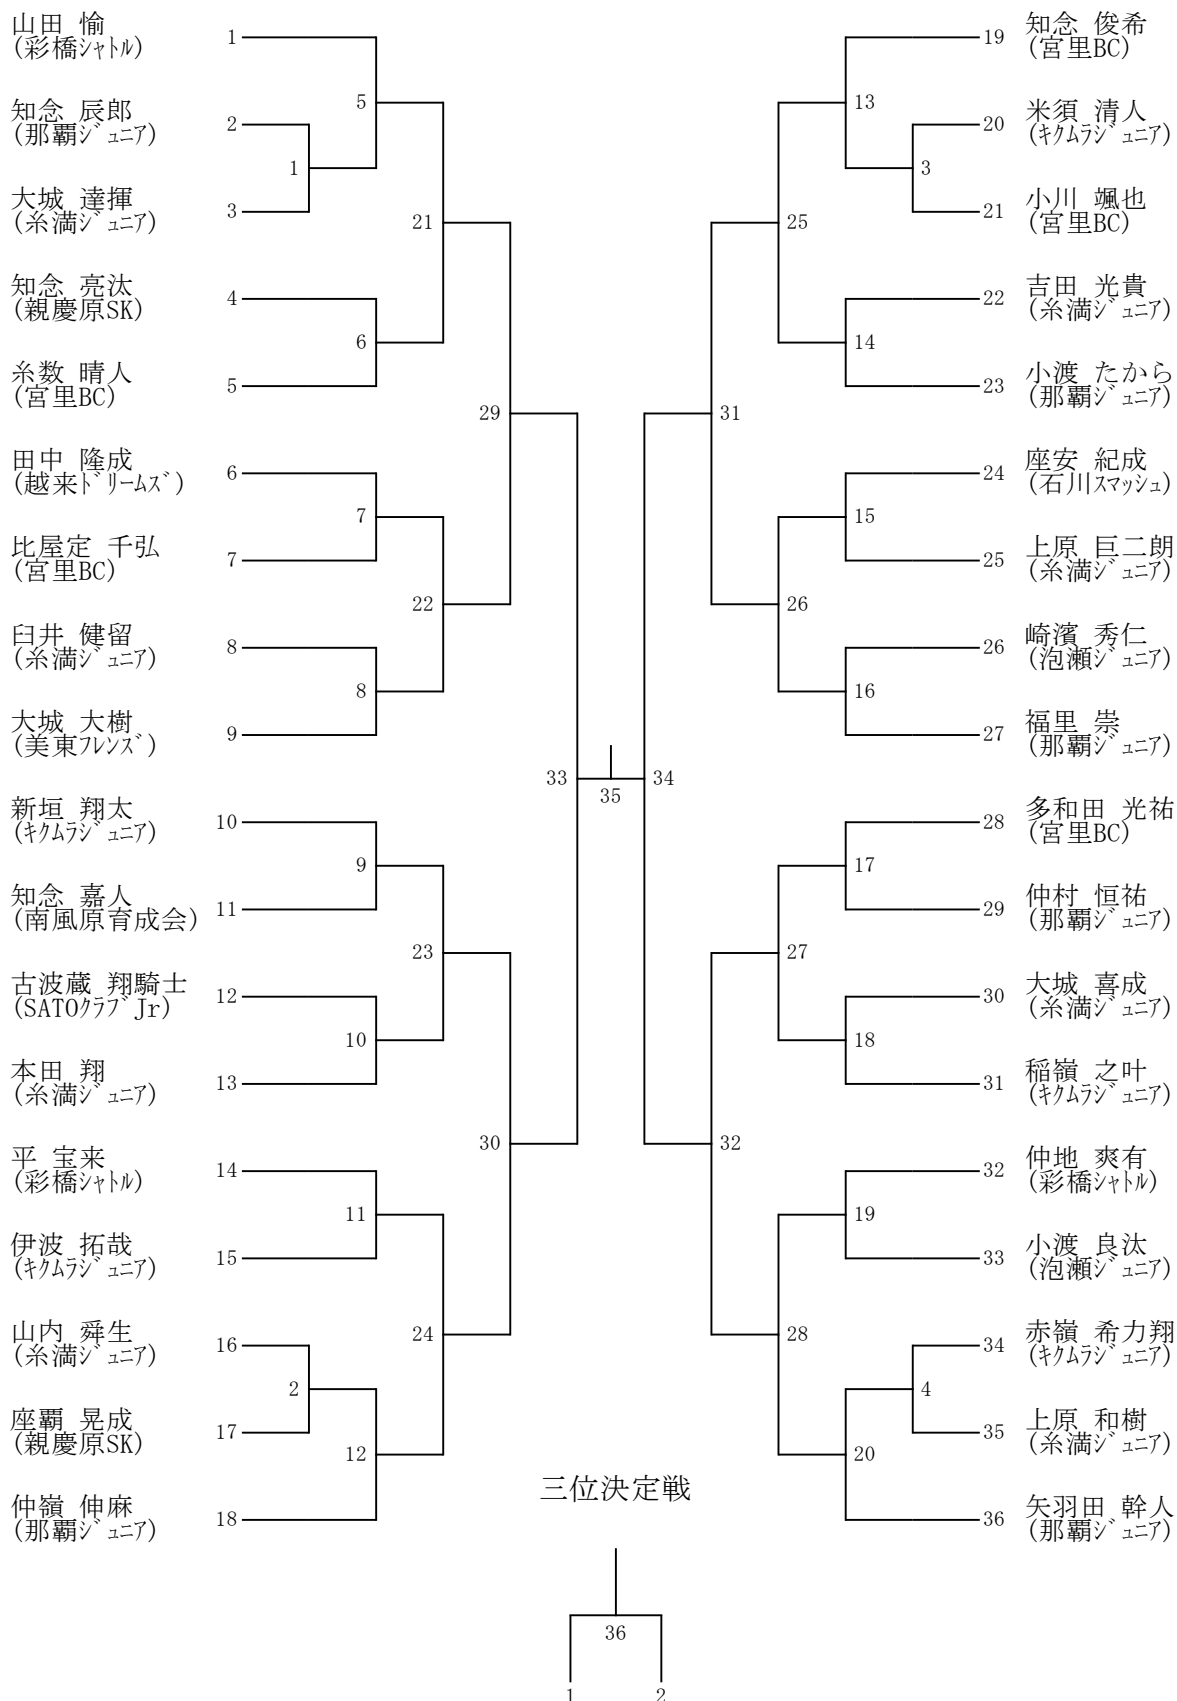 山田 愉
(彩橋シャトル)
1
知念 辰郎
(那覇ジュニア)
2
大城 達揮
(糸満ジュニア)
3
知念 亮汰
(親慶原SK)
4
糸数 晴人
(宮里BC)
5
田中 隆成
(越来ドリームズ)
6
比屋定 千弘
(宮里BC)
7
臼井 健留
(糸満ジュニア)
8
大城 大樹
(美東フレンズ)
9
新垣 翔太
(キクムラジュニア)
10
知念 嘉人
(南風原育成会)
11
古波蔵 翔騎士
(SATOクラブJr)
12
本田 翔
(糸満ジュニア)
13
平 宝来
(彩橋シャトル)
14
伊波 拓哉
(キクムラジュニア)
15
山内 舜生
(糸満ジュニア)
16
座覇 晃成
(親慶原SK)
17
仲嶺 伸麻
(那覇ジュニア)
18
1
2
5
6
7
8
9
10
11
12
21
22
23
24
29
30
33
35
34
31
32
25
26
27
28
13
14
15
16
17
18
19
20
3
4
19
知念 俊希
(宮里BC)
20
米須 清人
(キクムラジュニア)
21
小川 颯也
(宮里BC)
22
吉田 光貴
(糸満ジュニア)
23
小渡 たから
(那覇ジュニア)
24
座安 紀成
(石川スマッシュ)
25
上原 巨二朗
(糸満ジュニア)
26
崎濱 秀仁
(泡瀬ジュニア)
27
福里 崇
(那覇ジュニア)
28
多和田 光祐
(宮里BC)
29
仲村 恒祐
(那覇ジュニア)
30
大城 喜成
(糸満ジュニア)
31
稲嶺 之叶
(キクムラジュニア)
32
仲地 爽有
(彩橋シャトル)
33
小渡 良汰
(泡瀬ジュニア)
34
赤嶺 希力翔
(キクムラジュニア)
35
上原 和樹
(糸満ジュニア)
36
矢羽田 幹人
(那覇ジュニア)
三位決定戦
36
1
2